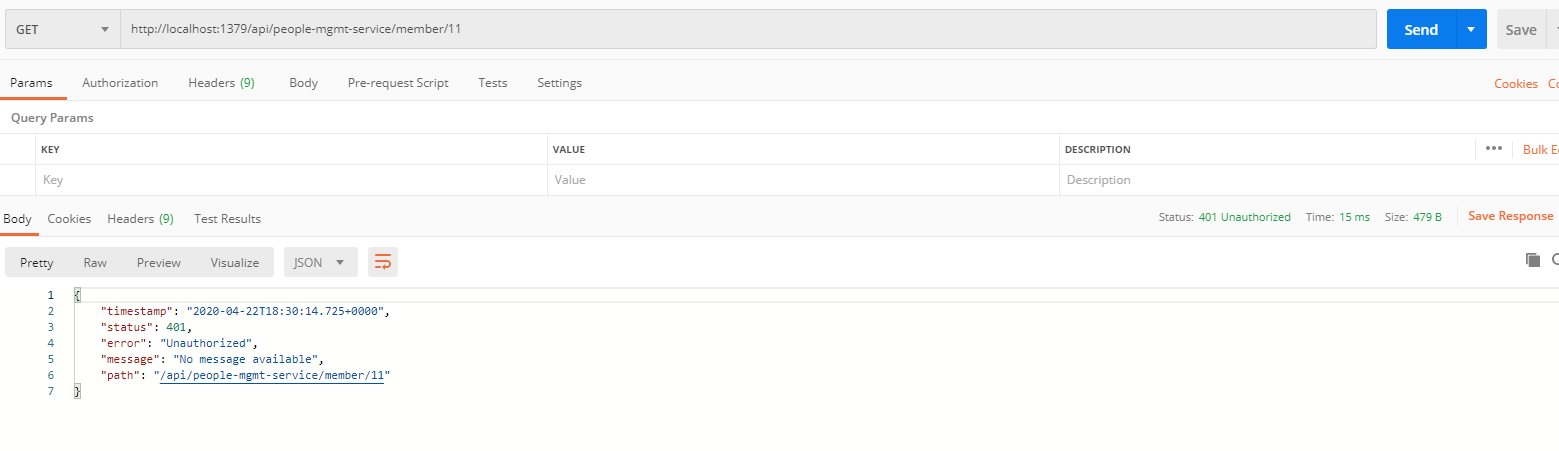 GET http://localhost:1379/api/people-mgmt-service/member/11 Send Save
Params Authorization Headers (9) Body Pre-request Script Tests Settings Cookies Co
Query Params
KEY VALUE DESCRIPTION ••• Bulk E
Key Value Description
Body Cookies Headers (9) Test Results Status: 401 Unauthorized Time: 15 ms Size: 479 B Save Response
Pretty Raw Preview Visualize JSON
1 {
2 "timestamp": "2020-04-22T18:30:14.725+0000",
3 "status": 401,
4 "error": "Unauthorized",
5 "message": "No message available",
6 "path": "/api/people-mgmt-service/member/11"
7 }